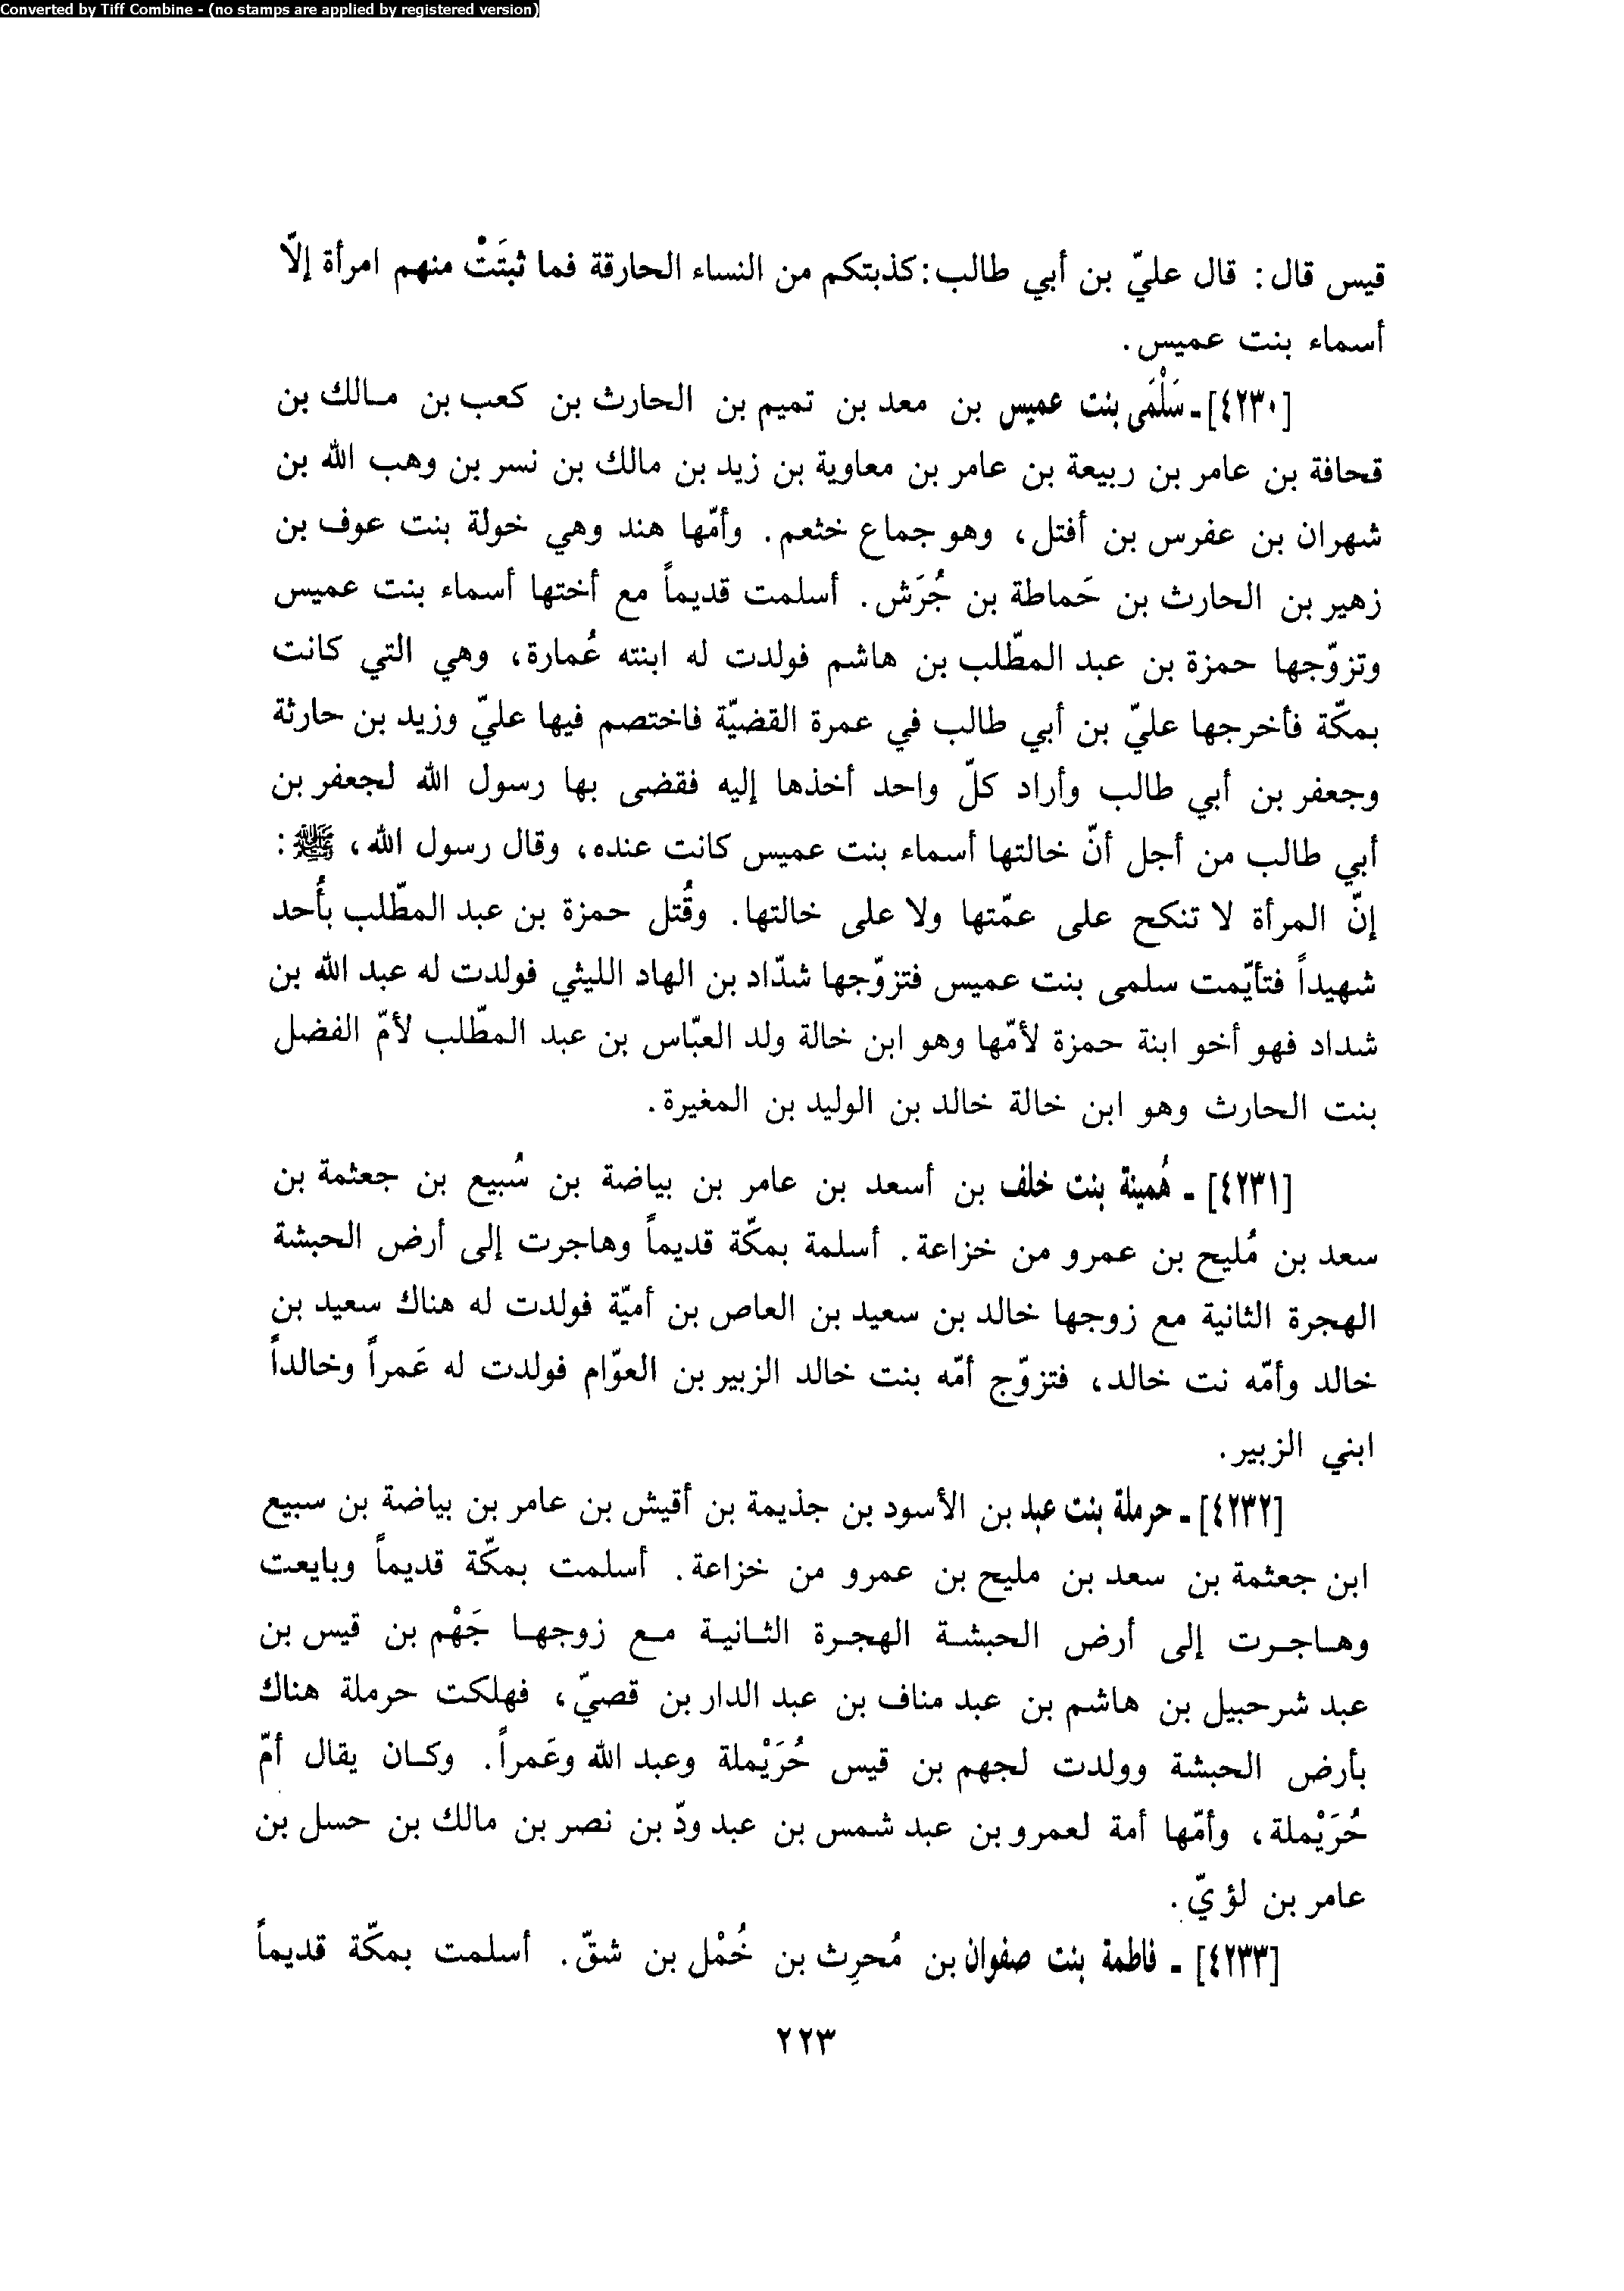 Converted by Tiff Combine - (no stamps are applied by registered version)
قيس قال: قال عليّ بن أبي طالب: كذبتكم من النساء الحارقة فما ثبتَتْ منهم امرأة إلّا
أسماء بنت عميس.
[٤٢٣٠] ـ سَلْمَى بنت عميس بن معد بن تميم بن الحارث بن كعب بن مالك بن
قحافة بن عامر بن ربيعة بن عامر بن معاوية بن زيد بن مالك بن نسر بن وهب الله بن
شهران بن عفرس بن أفتل، وهو جماع خثعم. وأمّها هند وهي خولة بنت عوف بن
زهير بن الحارث بن حَماطة بن جُرَش. أسلمت قديماً مع أختها أسماء بنت عميس
وتزوّجها حمزة بن عبد المطّلب بن هاشم فولدت له ابنته عُمارة، وهي التي كانت
بمكّة فأخرجها عليّ بن أبي طالب في عمرة القضيّة فاختصم فيها عليّ وزيد بن حارثة
وجعفر بن أبي طالب وأراد كلّ واحد أخذها إليه فقضى بها رسول الله لجعفر بن
أبي طالب من أجل أنّ خالتها أسماء بنت عميس كانت عنده، وقال رسول الله، ﷺ:
إنّ المرأة لا تنكح على عمّتها ولا على خالتها. وقُتل حمزة بن عبد المطّلب بأُحد
شهيداً فتأيّمت سلمى بنت عميس فتزوّجها شدّاد بن الهاد الليثي فولدت له عبد الله بن
شداد فهو أخو ابنة حمزة لأمّها وهو ابن خالة ولد العبّاس بن عبد المطّلب لأمّ الفضل
بنت الحارث وهو ابن خالة خالد بن الوليد بن المغيرة.
[٤٢٣١] ـ هُمينة بنت خلف بن أسعد بن عامر بن بياضة بن سُبيع بن جعثمة بن
سعد بن مُليح بن عمرو من خزاعة. أسلمة بمكّة قديماً وهاجرت إلى أرض الحبشة
الهجرة الثانية مع زوجها خالد بن سعيد بن العاص بن أميّة فولدت له هناك سعيد بن
خالد وأمّه نت خالد، فتزوّج أمّه بنت خالد الزبير بن العوّام فولدت له عَمراً وخالداً
ابني الزبير.
[٤٢٣٢] ـ حرملة بنت عبد بن الأسود بن جذيمة بن أقيش بن عامر بن بياضة بن سبيع
ابن جعثمة بن سعد بن مليح بن عمرو من خزاعة. أسلمت بمكّة قديماً وبايعت
وهاجرت إلى أرض الحبشة الهجرة الثانية مع زوجها جَهْم بن قيس بن
عبد شرحبيل بن هاشم بن عبد مناف بن عبد الدار بن قصيّ، فهلكت حرملة هناك
بأرض الحبشة وولدت لجهم بن قيس حُرَيْملة وعبد الله وعَمراً. وكان يقال أمّ
حُرَيْملة، وأمّها أمة لعمرو بن عبد شمس بن عبد ودّ بن نصر بن مالك بن حسل بن
عامر بن لؤيّ.
[٤٢٣٣] ـ فاطمة بنت صفوان بن مُحرِث بن خُمْل بن شقّ. أسلمت بمكّة قديماً
٢٢٣